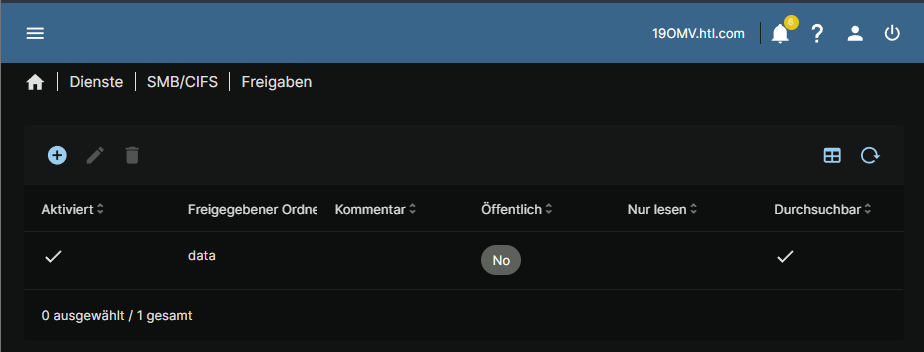 19OMV.htl.com
6
Dienste | SMB/CIFS | Freigaben
Aktiviert Freigegebener Ordne Kommentar Öffentlich Nur lesen Durchsuchbar
data No
0 ausgewählt / 1 gesamt